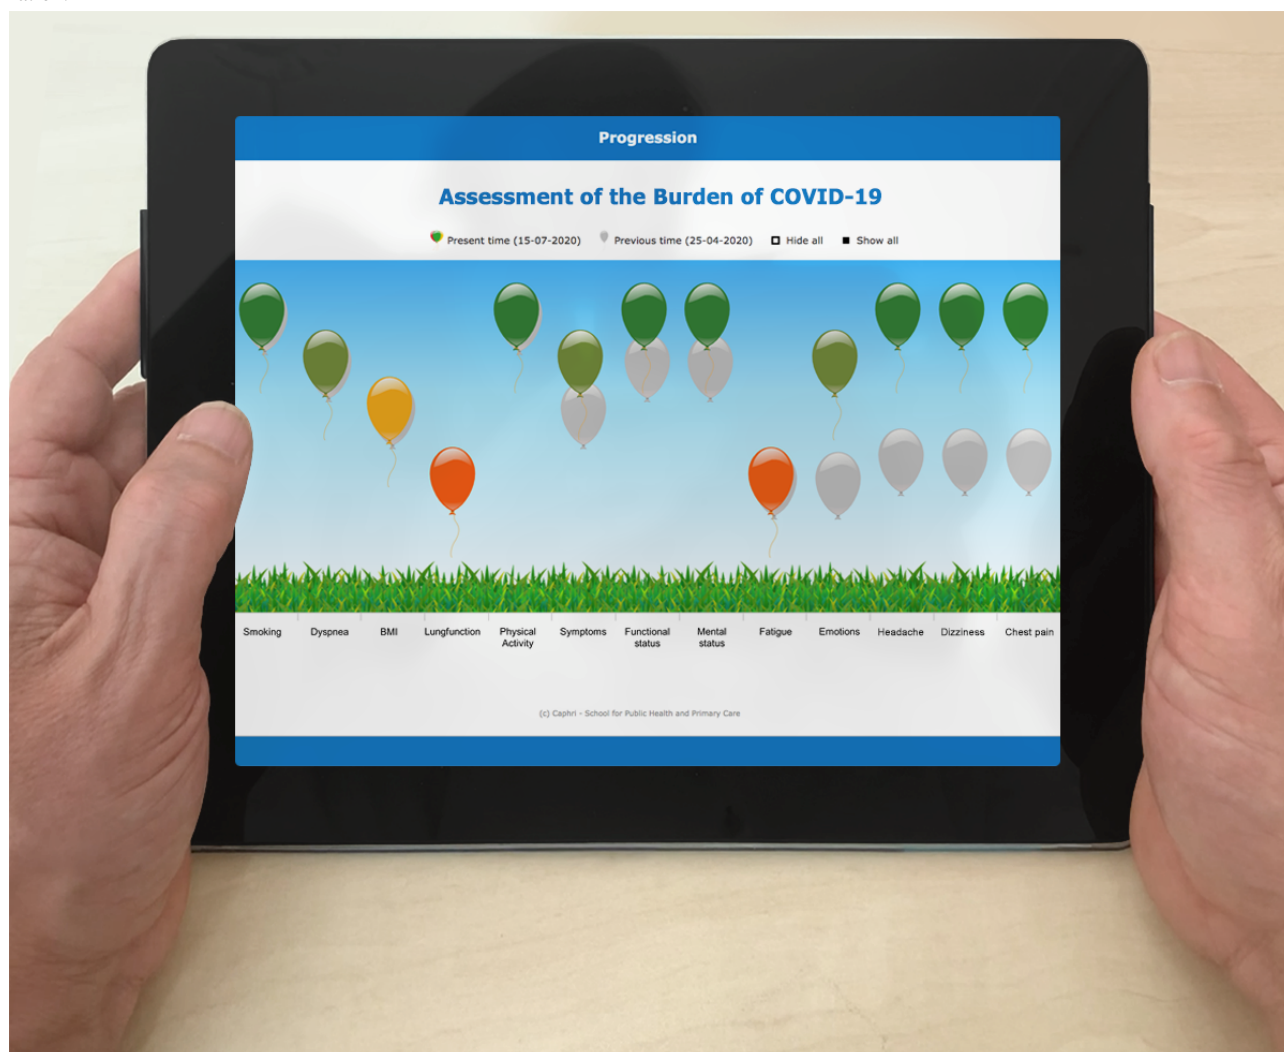 Progression
Assessment of the Burden of COVID-19
Present time (15-07-2020) Previous time (25-04-2020) Hide all Show all
Smoking Dyspnea BMI Lungfunction Physical Activity Symptoms Functional status Mental status Fatigue Emotions Headache Dizziness Chest pain
(c) Caphri - School for Public Health and Primary Care